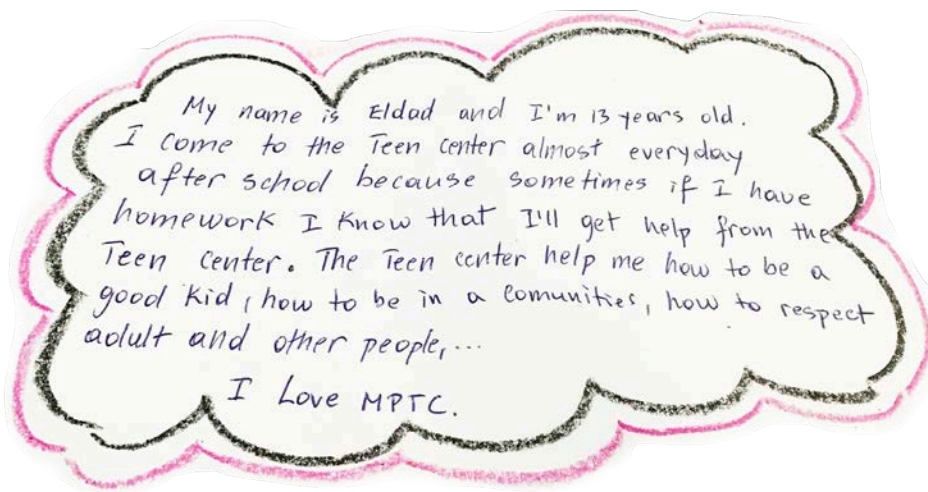 My name is Eldad and I'm 13 years old.
I come to the Teen center almost everyday
after school because sometimes if I have
homework I know that I'll get help from the
Teen center. The Teen center help me how to be a
good kid, how to be in a comunities, how to respect
adult and other people,...
I Love MPTC.